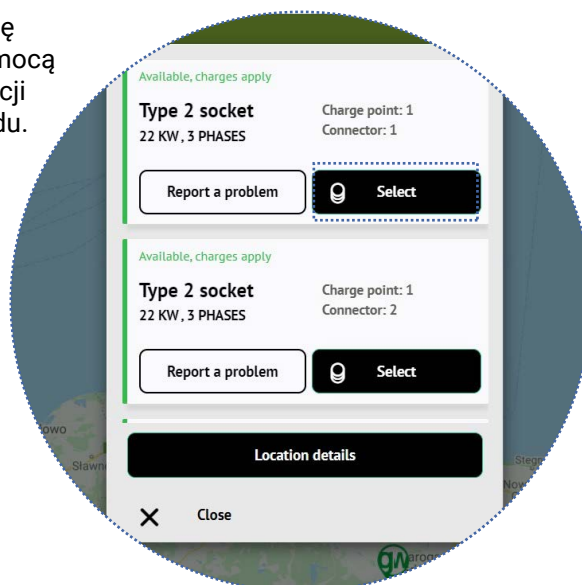 Available, charges apply
Type 2 socket
Charge point: 1
22 KW , 3 PHASES
Connector: 1
Report a problem
Select
Available, charges apply
Type 2 socket
Charge point: 1
22 KW , 3 PHASES
Connector: 2
Report a problem
Select
Location details
Close
gw